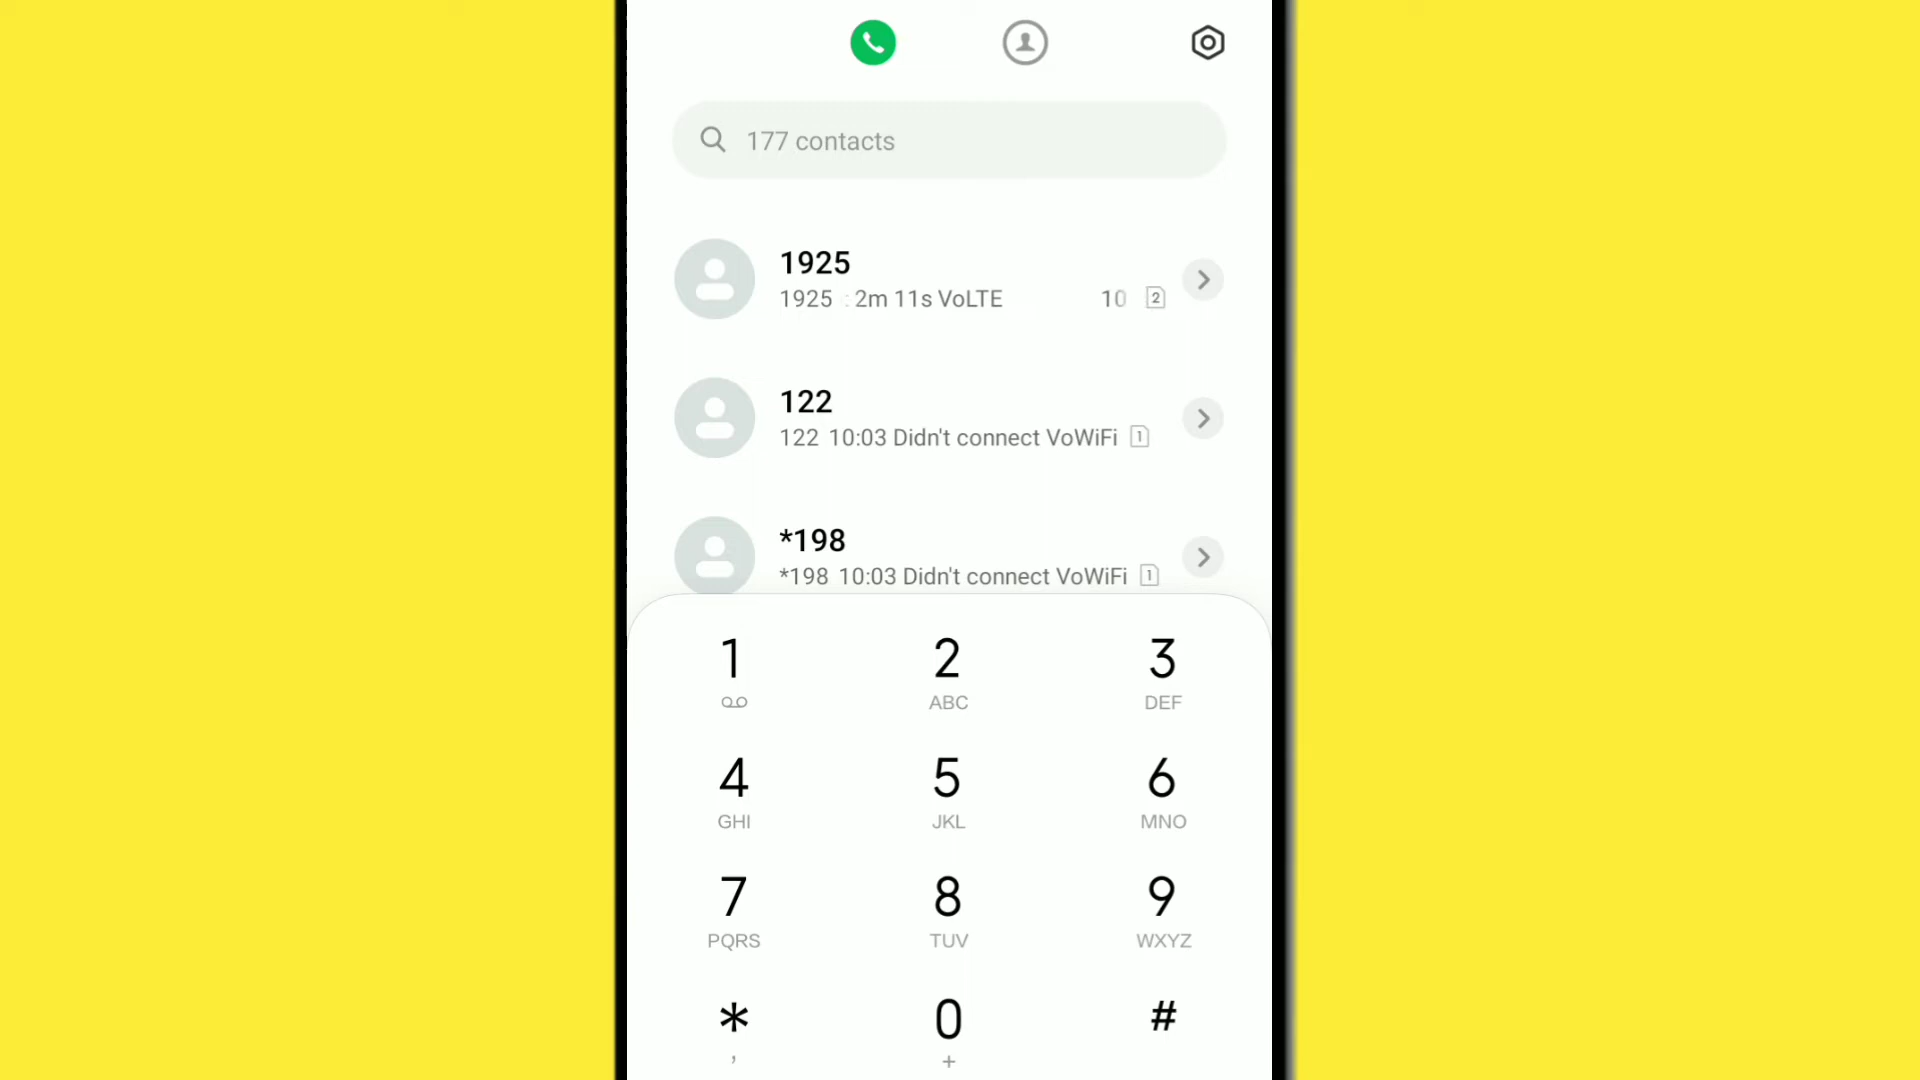 177 contacts
1925
1925 : 2m 11s VoLTE 10 2
122
122 10:03 Didn't connect VoWiFi 1
*198
*198 10:03 Didn't connect VoWiFi 1
1 2 3
ABC DEF
4 5 6
GHI JKL MNO
7 8 9
PQRS TUV WXYZ
* 0 #
, +